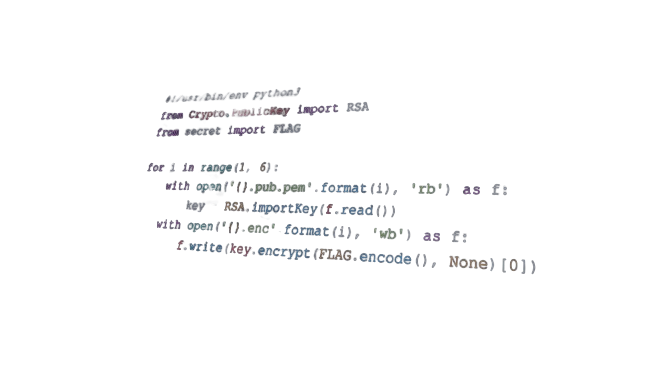 #!/usr/bin/env python3
from Crypto.PublicKey import RSA
from secret import FLAG
for i in range(1, 6):
with open('{}.pub.pem'.format(i), 'rb') as f:
key RSA.importKey(f.read())
with open('{}.enc' format(i), 'wb') as f:
f.write(key.encrypt(FLAG.encode(), None)[0])